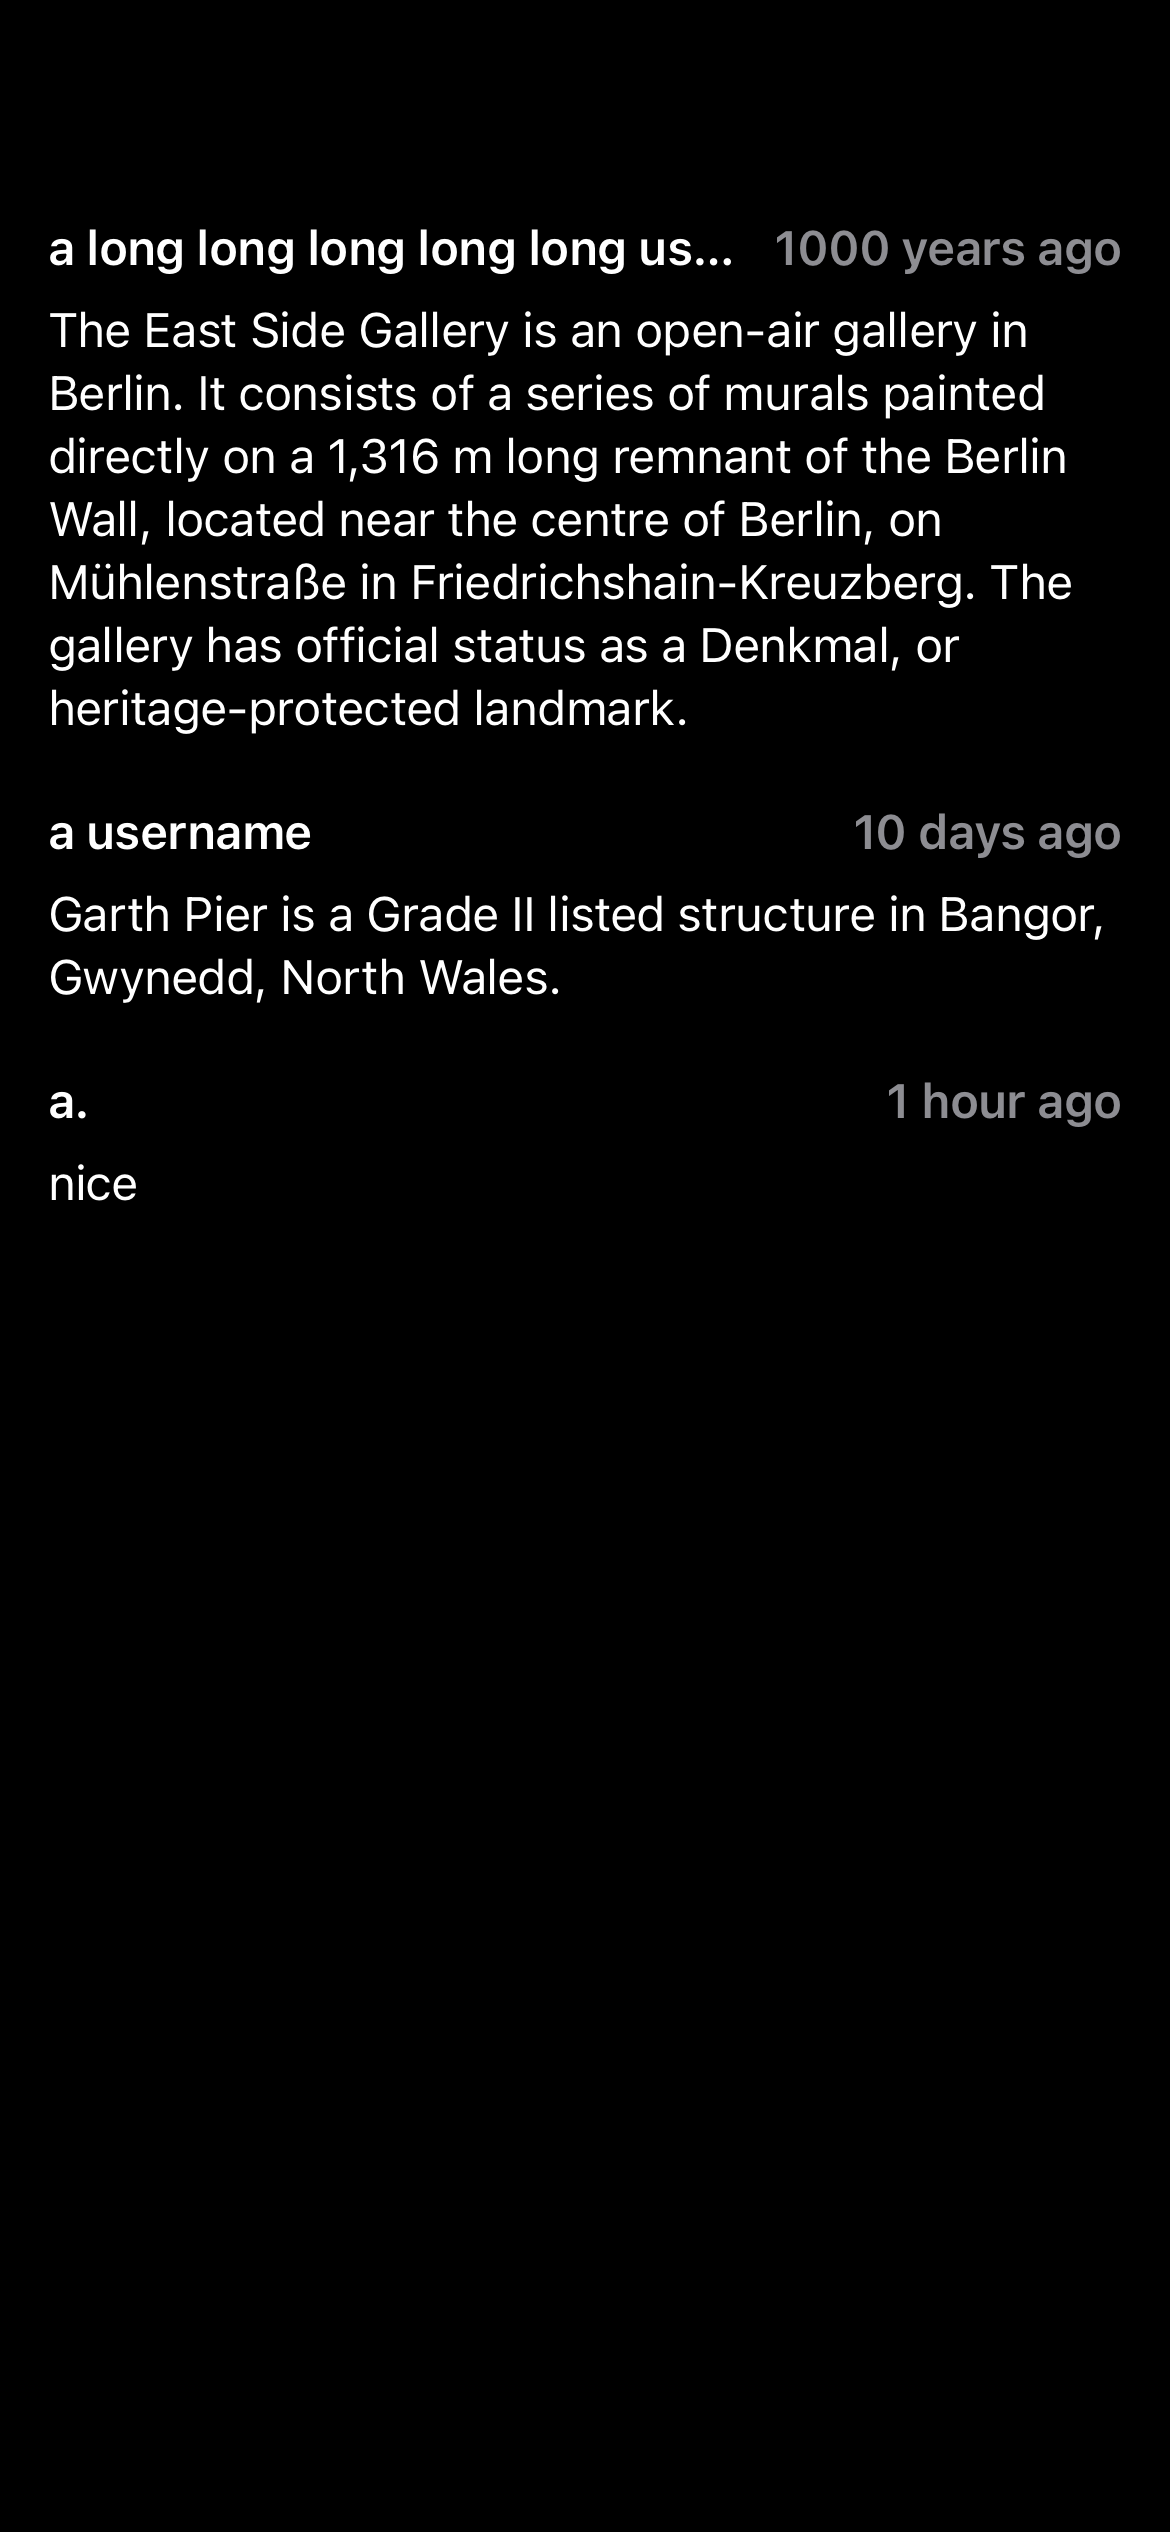 a long long long long long us... 1000 years ago
The East Side Gallery is an open-air gallery in
Berlin. It consists of a series of murals painted
directly on a 1,316 m long remnant of the Berlin
Wall, located near the centre of Berlin, on
Mühlenstraße in Friedrichshain-Kreuzberg. The
gallery has official status as a Denkmal, or
heritage-protected landmark.
a username 10 days ago
Garth Pier is a Grade II listed structure in Bangor,
Gwynedd, North Wales.
a. 1 hour ago
nice